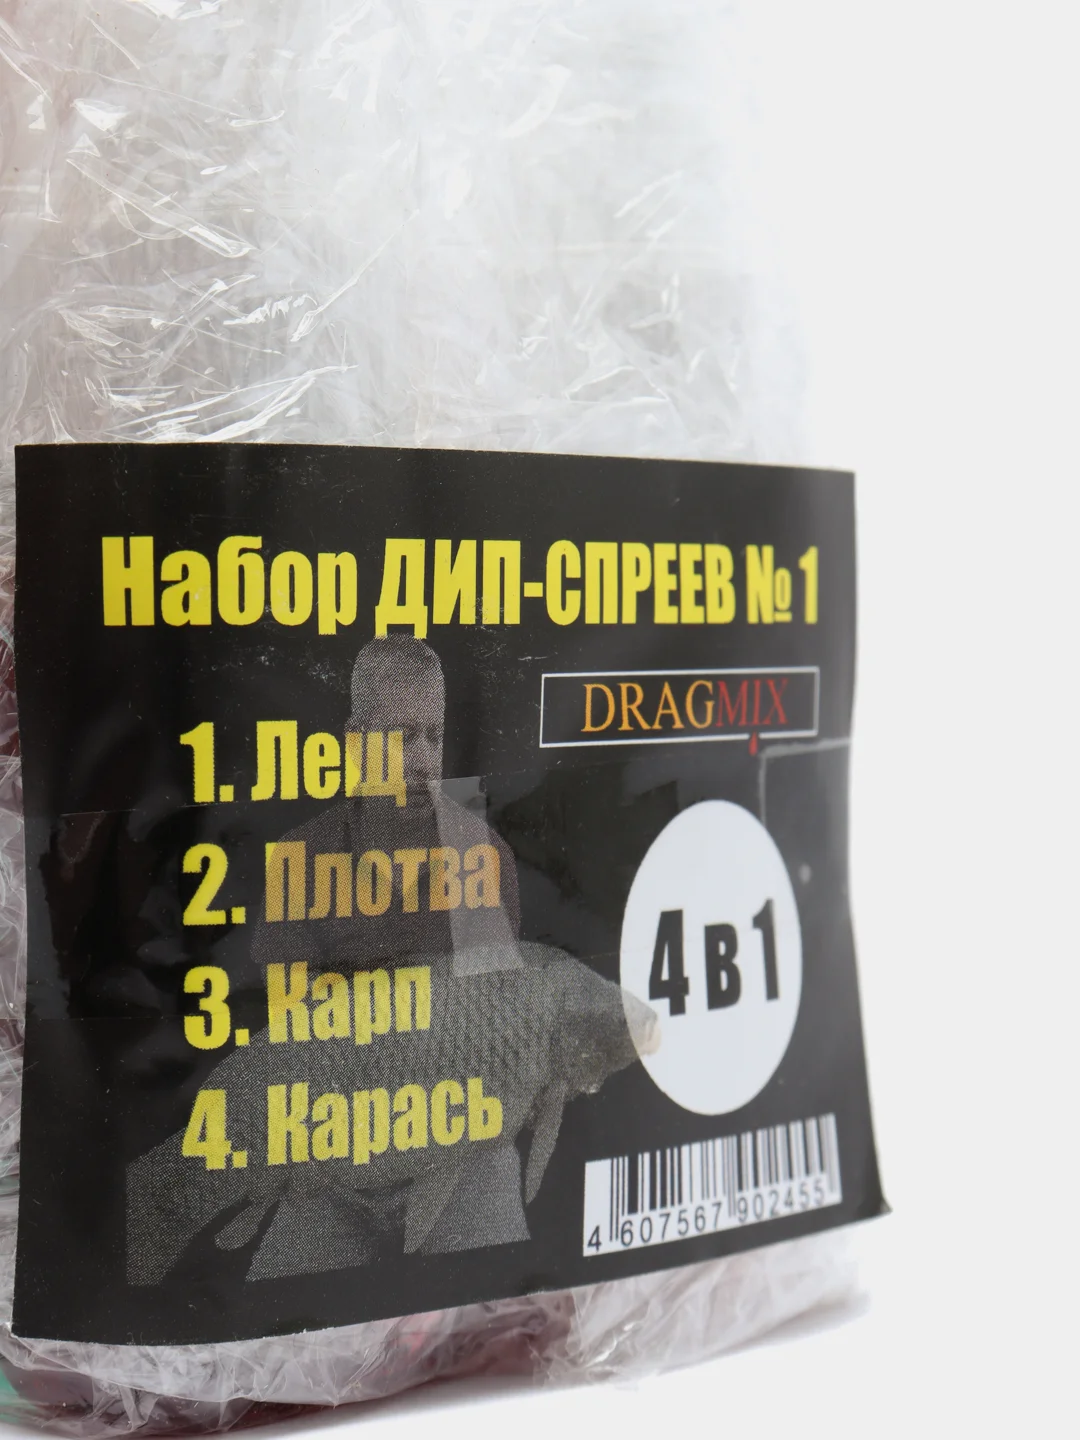 Набор ДИП-СПРЕЕВ № 1
DRAGMIX
1. Лещ
2. Плотва
3. Карп
4. Карась
4 в 1
4 607567 902455